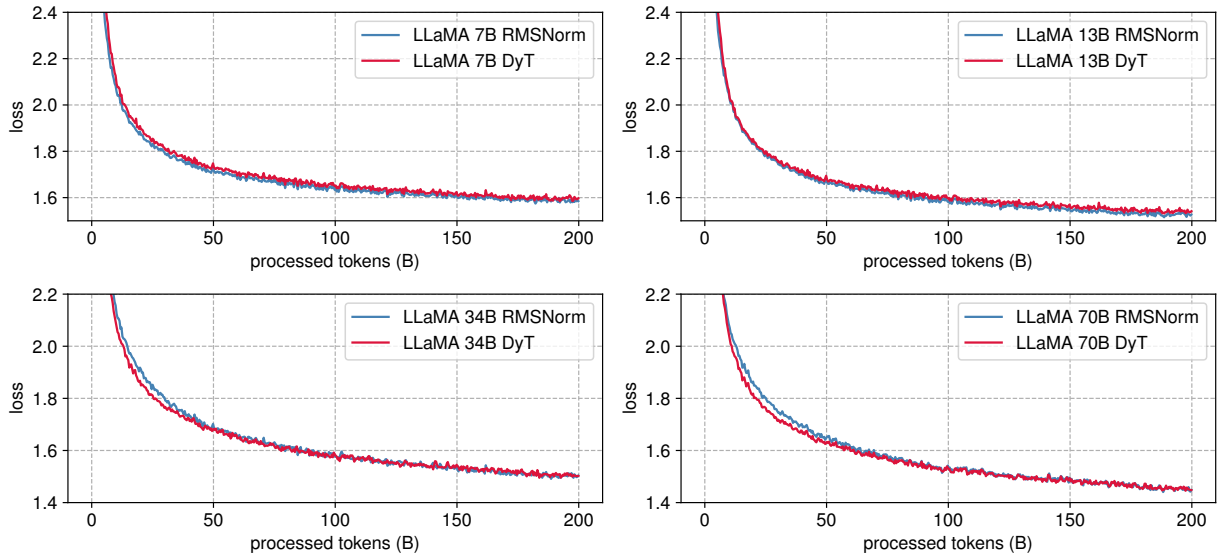 2.4
2.2
2.0
1.8
1.6
loss
LLaMA 7B RMSNorm
LLaMA 7B DyT
0 50 100 150 200
processed tokens (B)
2.4
2.2
2.0
1.8
1.6
loss
LLaMA 13B RMSNorm
LLaMA 13B DyT
0 50 100 150 200
processed tokens (B)
2.2
2.0
1.8
1.6
1.4
loss
LLaMA 34B RMSNorm
LLaMA 34B DyT
0 50 100 150 200
processed tokens (B)
2.2
2.0
1.8
1.6
1.4
loss
LLaMA 70B RMSNorm
LLaMA 70B DyT
0 50 100 150 200
processed tokens (B)